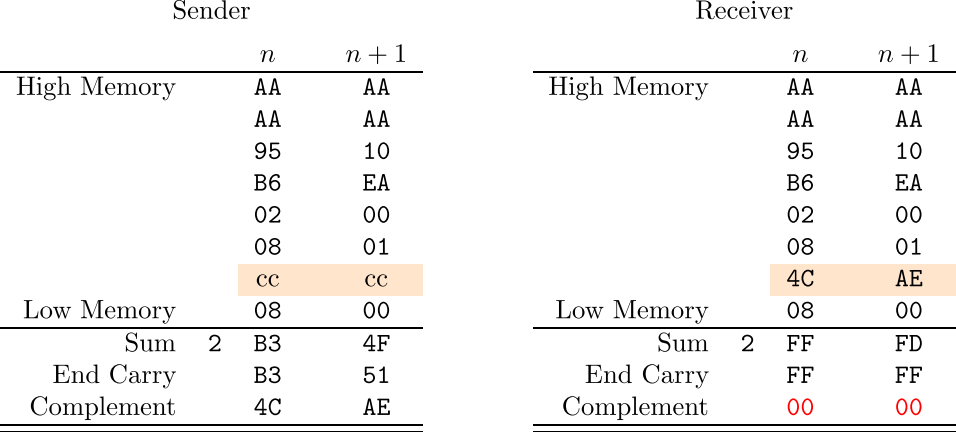 Sender Receiver
n n + 1 n n + 1
High Memory AA AA High Memory AA AA
AA AA AA AA
95 10 95 10
B6 EA B6 EA
02 00 02 00
08 01 08 01
cc cc 4C AE
Low Memory 08 00 Low Memory 08 00
Sum 2 B3 4F Sum 2 FF FD
End Carry B3 51 End Carry FF FF
Complement 4C AE Complement 00 00